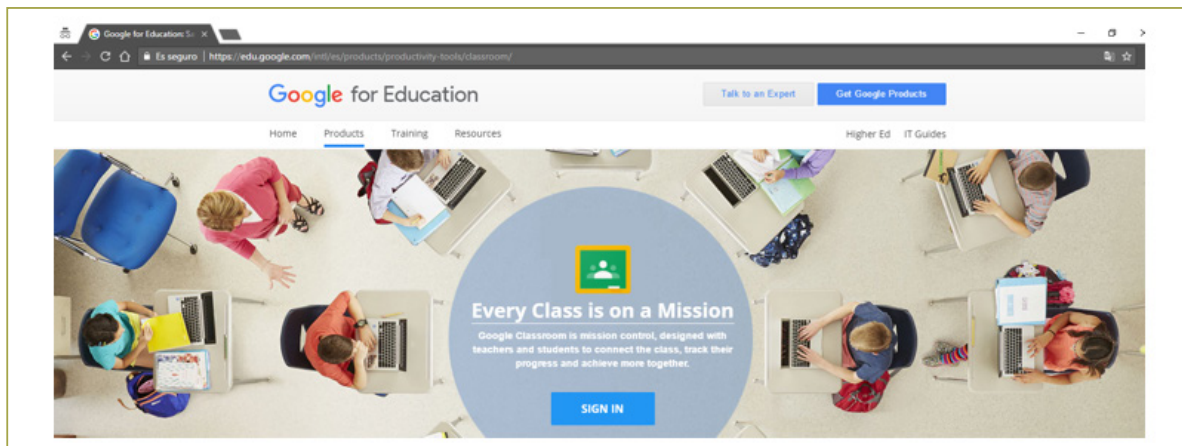 Google for Education: S
Es seguro | https://edu.google.com/intl/es/products/productivity-tools/classroom/
Google for Education
Talk to an Expert
Get Google Products
Home Products Training Resources
Higher Ed IT Guides
Every Class is on a Mission
Google Classroom is mission control, designed with
teachers and students to connect the class, track their
progress and achieve more together.
SIGN IN